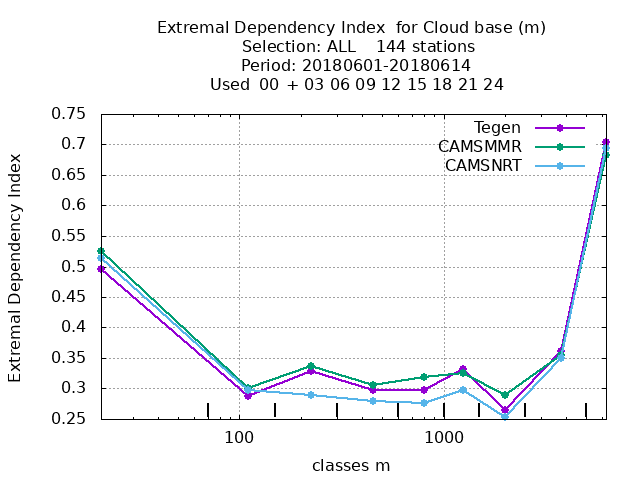 Extremal Dependency Index  for Cloud base (m)
Selection: ALL    144 stations
Period: 20180601-20180614
Used  00 + 03 06 09 12 15 18 21 24
Extremal Dependency Index
0.75
0.7
0.65
0.6
0.55
0.5
0.45
0.4
0.35
0.3
0.25
Tegen
CAMSMMR
CAMSNRT
100
1000
classes m